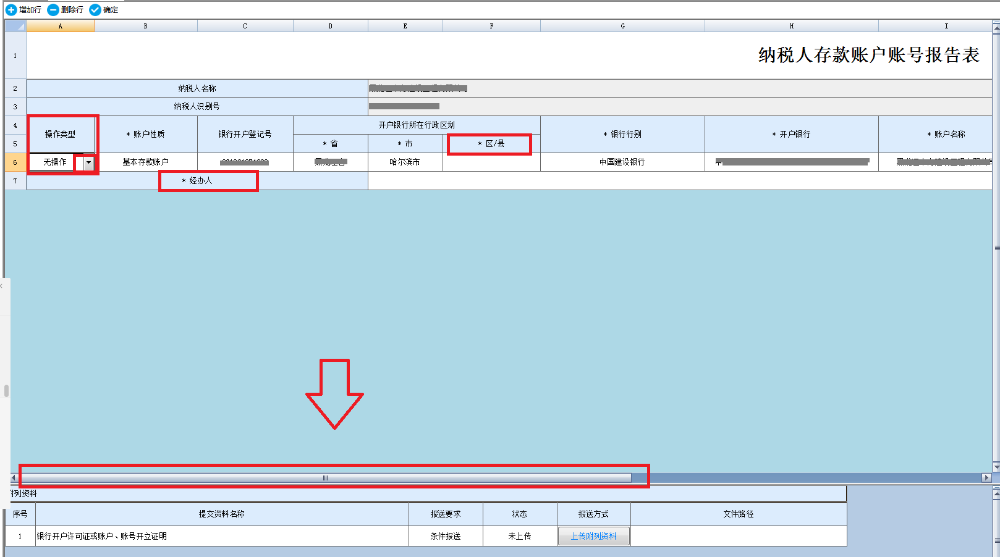 增加行 删除行 确定
A B C D E F G H I
1 纳税人存款账户账号报告表
2 纳税人名称
3 纳税人识别号
4 操作类型 * 账户性质 银行开户登记号 开户银行所在行政区划 * 银行行别 * 开户银行 * 账户名称
5 * 省 * 市 * 区/县
6 无操作 基本存款账户 哈尔滨市 中国建设银行
7 * 经办人
附列资料
序号 提交资料名称 报送要求 状态 报送方式 文件路径
1 银行开户许可证或账户、账号开立证明 条件报送 未上传 上传附列资料